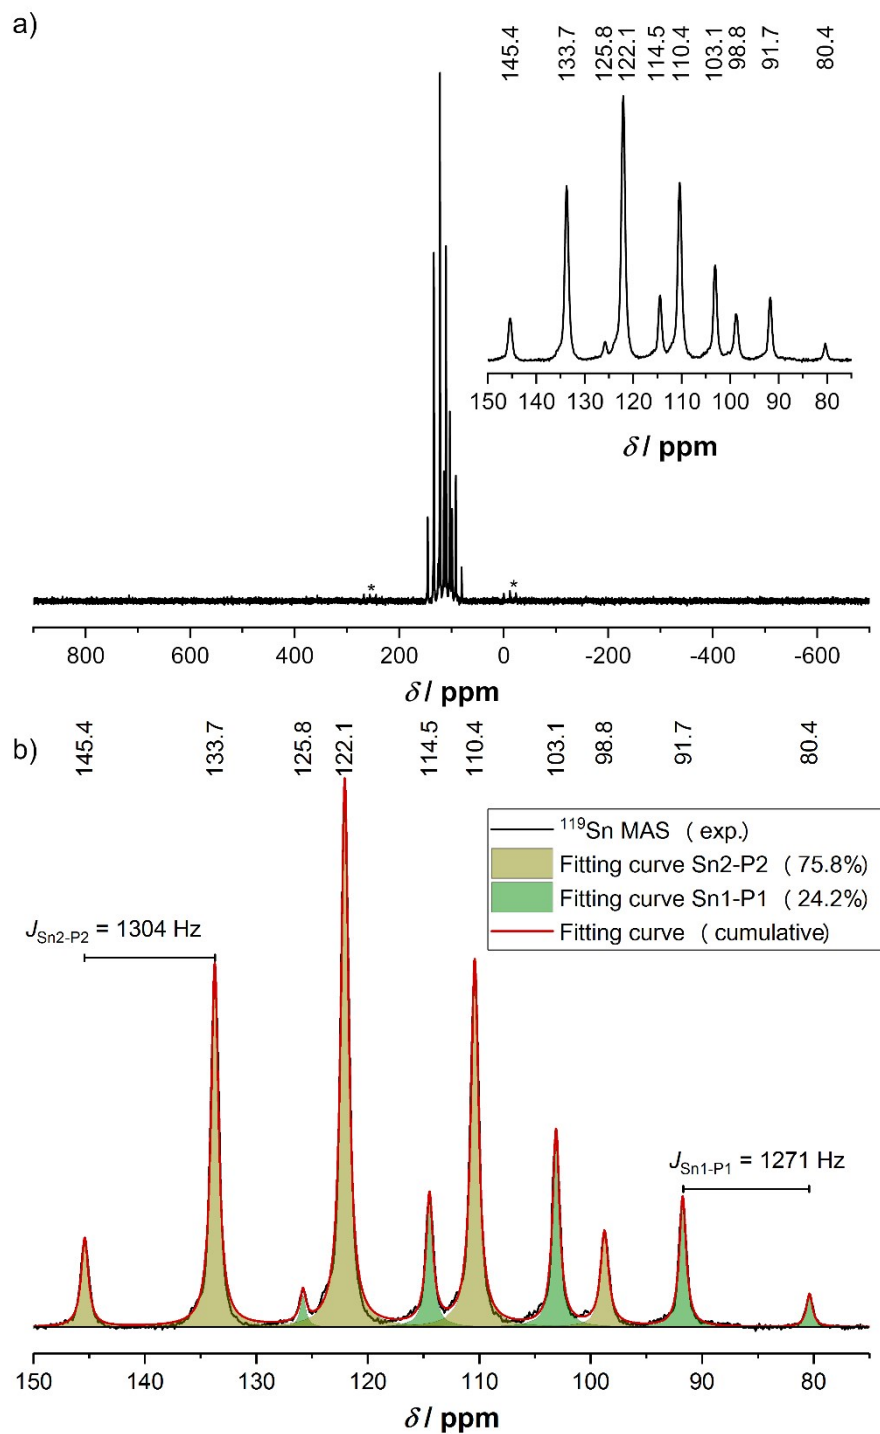 a)
145.4 133.7 125.8 122.1 114.5 110.4 103.1 98.8 91.7 80.4
150 140 130 120 110 100 90 80
δ / ppm
* *
800 600 400 200 0 -200 -400 -600
δ / ppm
b)
145.4 133.7 125.8 122.1 114.5 110.4 103.1 98.8 91.7 80.4
119Sn MAS (exp.)
Fitting curve Sn2-P2 (75.8%)
Fitting curve Sn1-P1 (24.2%)
Fitting curve (cumulative)
JSn2-P2 = 1304 Hz
JSn1-P1 = 1271 Hz
150 140 130 120 110 100 90 80
δ / ppm